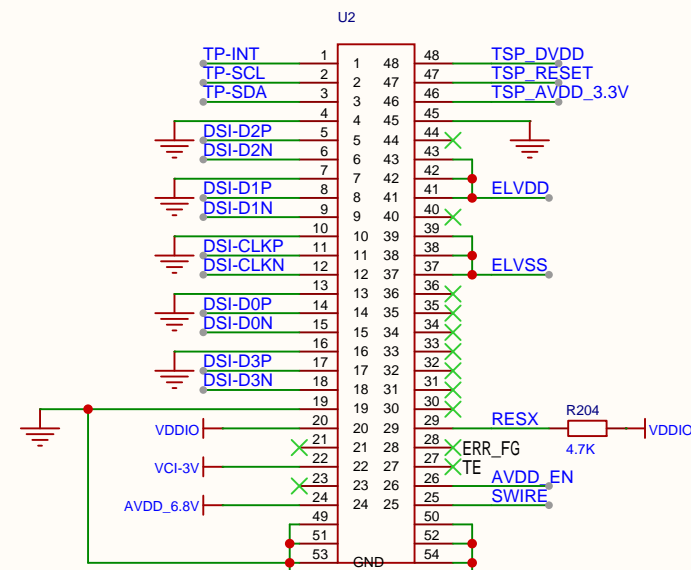 U2
TP-INT 1 1 48 48 TSP_DVDD
TP-SCL 2 2 47 47 TSP_RESET
TP-SDA 3 3 46 46 TSP_AVDD_3.3V
4 4 45 45
DSI-D2P 5 5 44 44
DSI-D2N 6 6 43 43
7 7 42 42
DSI-D1P 8 8 41 41 ELVDD
DSI-D1N 9 9 40 40
10 10 39 39
DSI-CLKP 11 11 38 38
DSI-CLKN 12 12 37 37 ELVSS
13 13 36 36
DSI-D0P 14 14 35 35
DSI-D0N 15 15 34 34
16 16 33 33
DSI-D3P 17 17 32 32
DSI-D3N 18 18 31 31
19 19 30 30
VDDIO 20 20 29 29 RESX R204 4.7K VDDIO
21 21 28 28 ERR_FG
VCI-3V 22 22 27 27 TE
23 23 26 26 AVDD_EN
AVDD_6.8V 24 24 25 25 SWIRE
49 50
51 52
53 GND 54